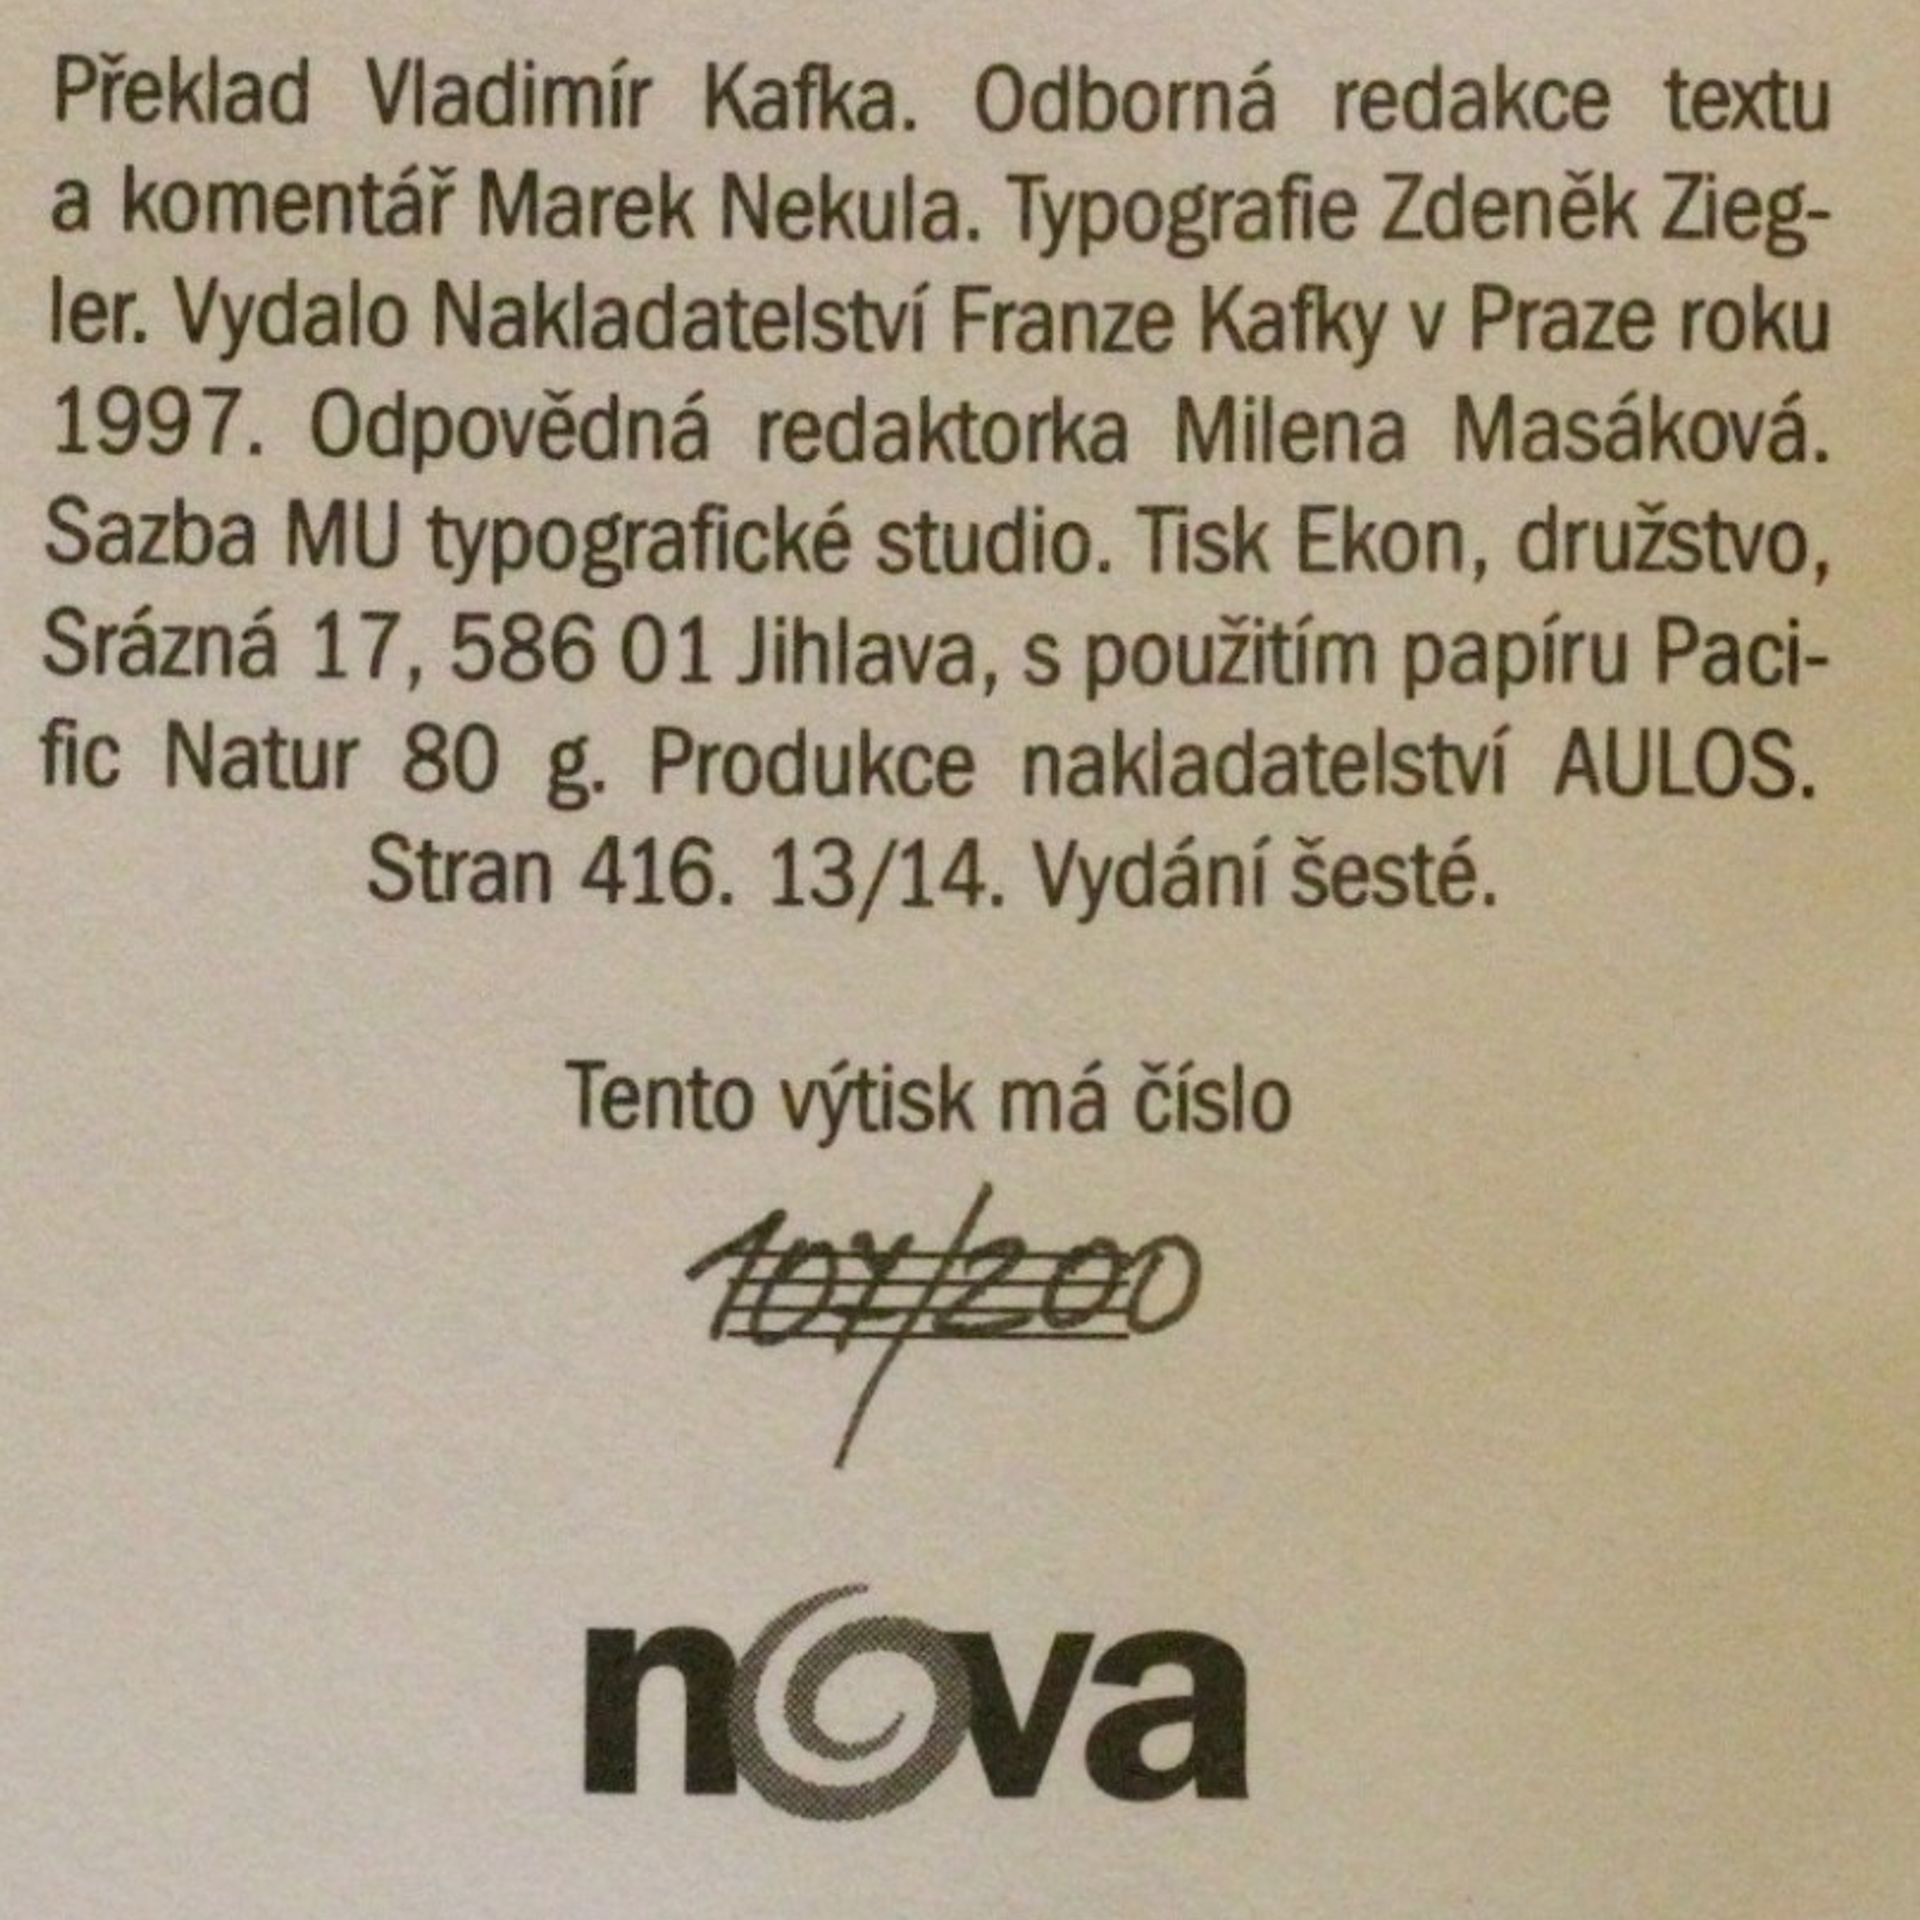 Překlad Vladimír Kafka. Odborná redakce textu
a komentář Marek Nekula. Typografie Zdeněk Zieg-
ler. Vydalo Nakladatelství Franze Kafky v Praze roku
1997. Odpovědná redaktorka Milena Masáková.
Sazba MU typografické studio. Tisk Ekon, družstvo,
Srázná 17, 586 01 Jihlava, s použitím papíru Paci-
fic Natur 80 g. Produkce nakladatelství AULOS.
Stran 416. 13/14. Vydání šesté.
Tento výtisk má číslo
107/200
nova